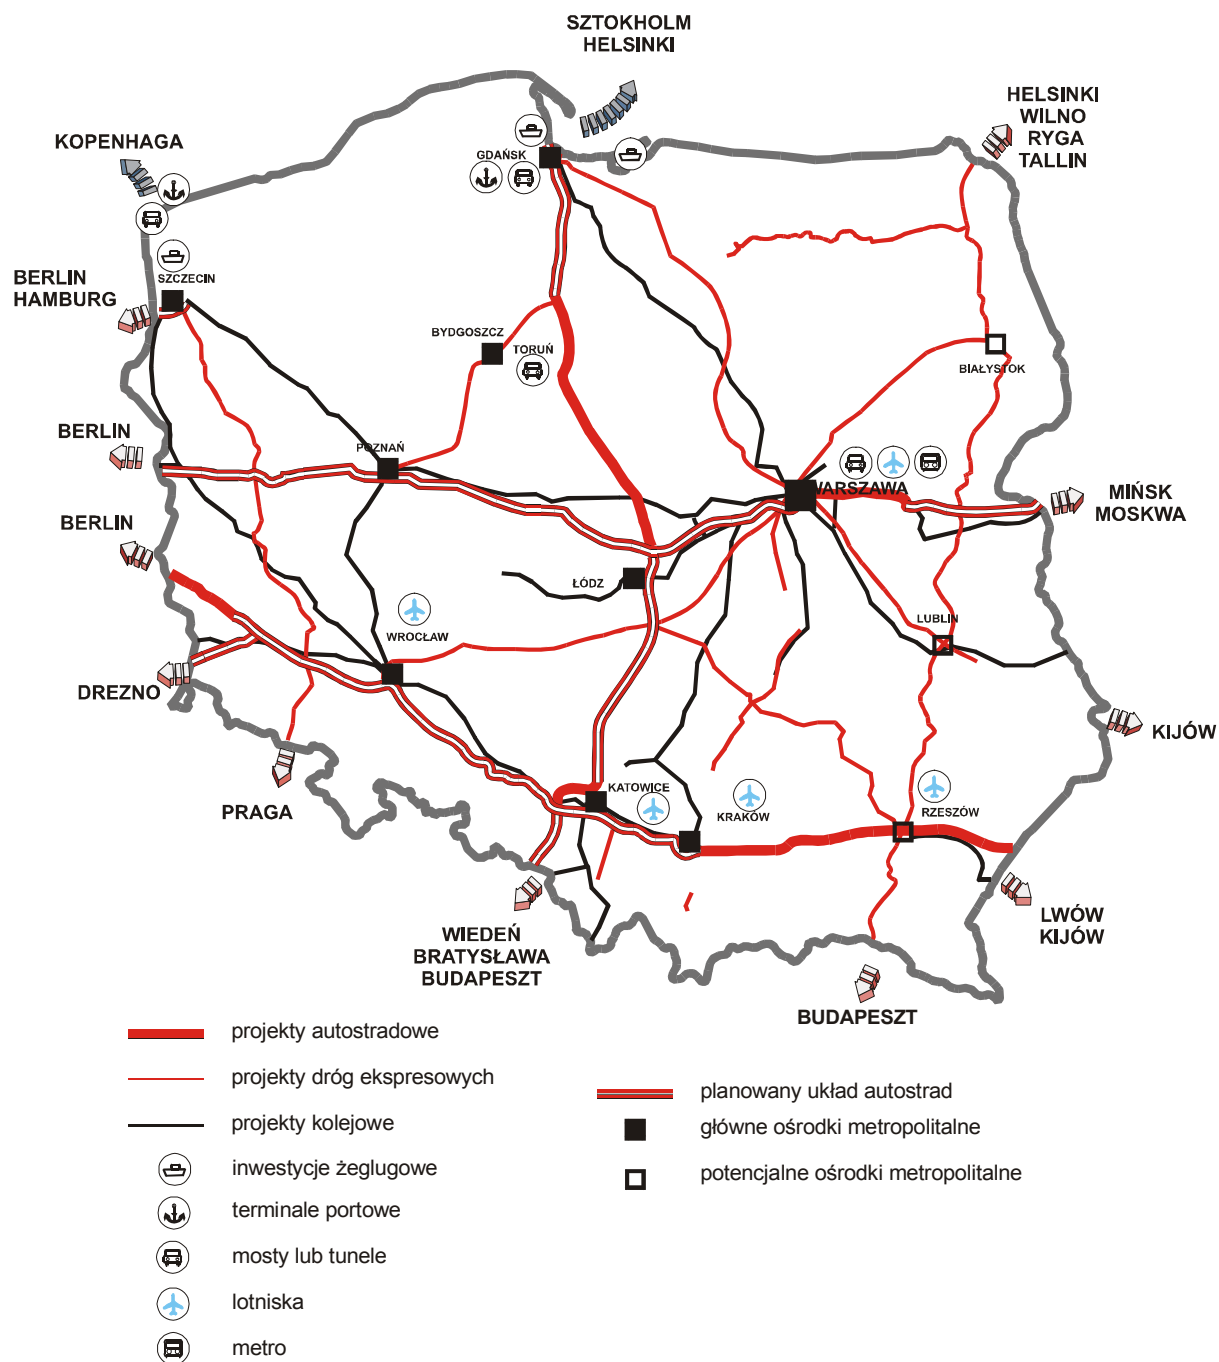 SZTOKHOLM
HELSINKI
HELSINKI
WILNO
RYGA
TALLIN
KOPENHAGA
GDAŃSK
BERLIN
HAMBURG
SZCZECIN
BYDGOSZCZ
TORUŃ
BIAŁYSTOK
BERLIN
POZNAŃ
WARSZAWA
MIŃSK
MOSKWA
BERLIN
ŁÓDZ
WROCŁAW
LUBLIN
DREZNO
KIJÓW
PRAGA
KATOWICE
KRAKÓW
RZESZÓW
WIEDEŃ
BRATYSŁAWA
BUDAPESZT
LWÓW
KIJÓW
BUDAPESZT
projekty autostradowe
projekty dróg ekspresowych
projekty kolejowe
inwestycje żeglugowe
terminale portowe
mosty lub tunele
lotniska
metro
planowany układ autostrad
główne ośrodki metropolitalne
potencjalne ośrodki metropolitalne